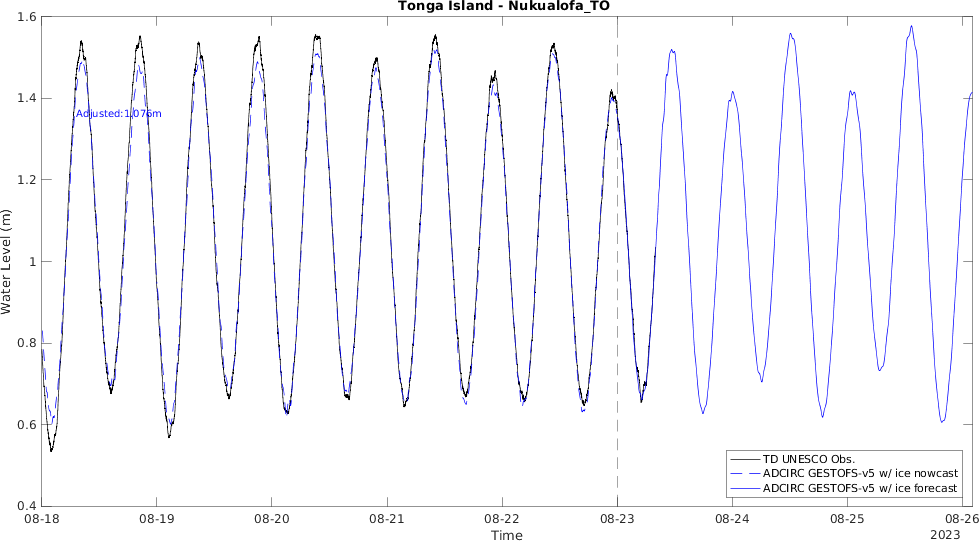 Tonga Island - Nukualofa_TO
1.6
1.4
1.2
1
0.8
0.6
0.4
Water Level (m)
Adjusted:1.076m
TD UNESCO Obs.
ADCIRC GESTOFS-v5 w/ ice nowcast
ADCIRC GESTOFS-v5 w/ ice forecast
08-18 08-19 08-20 08-21 08-22 08-23 08-24 08-25 08-26
Time
2023